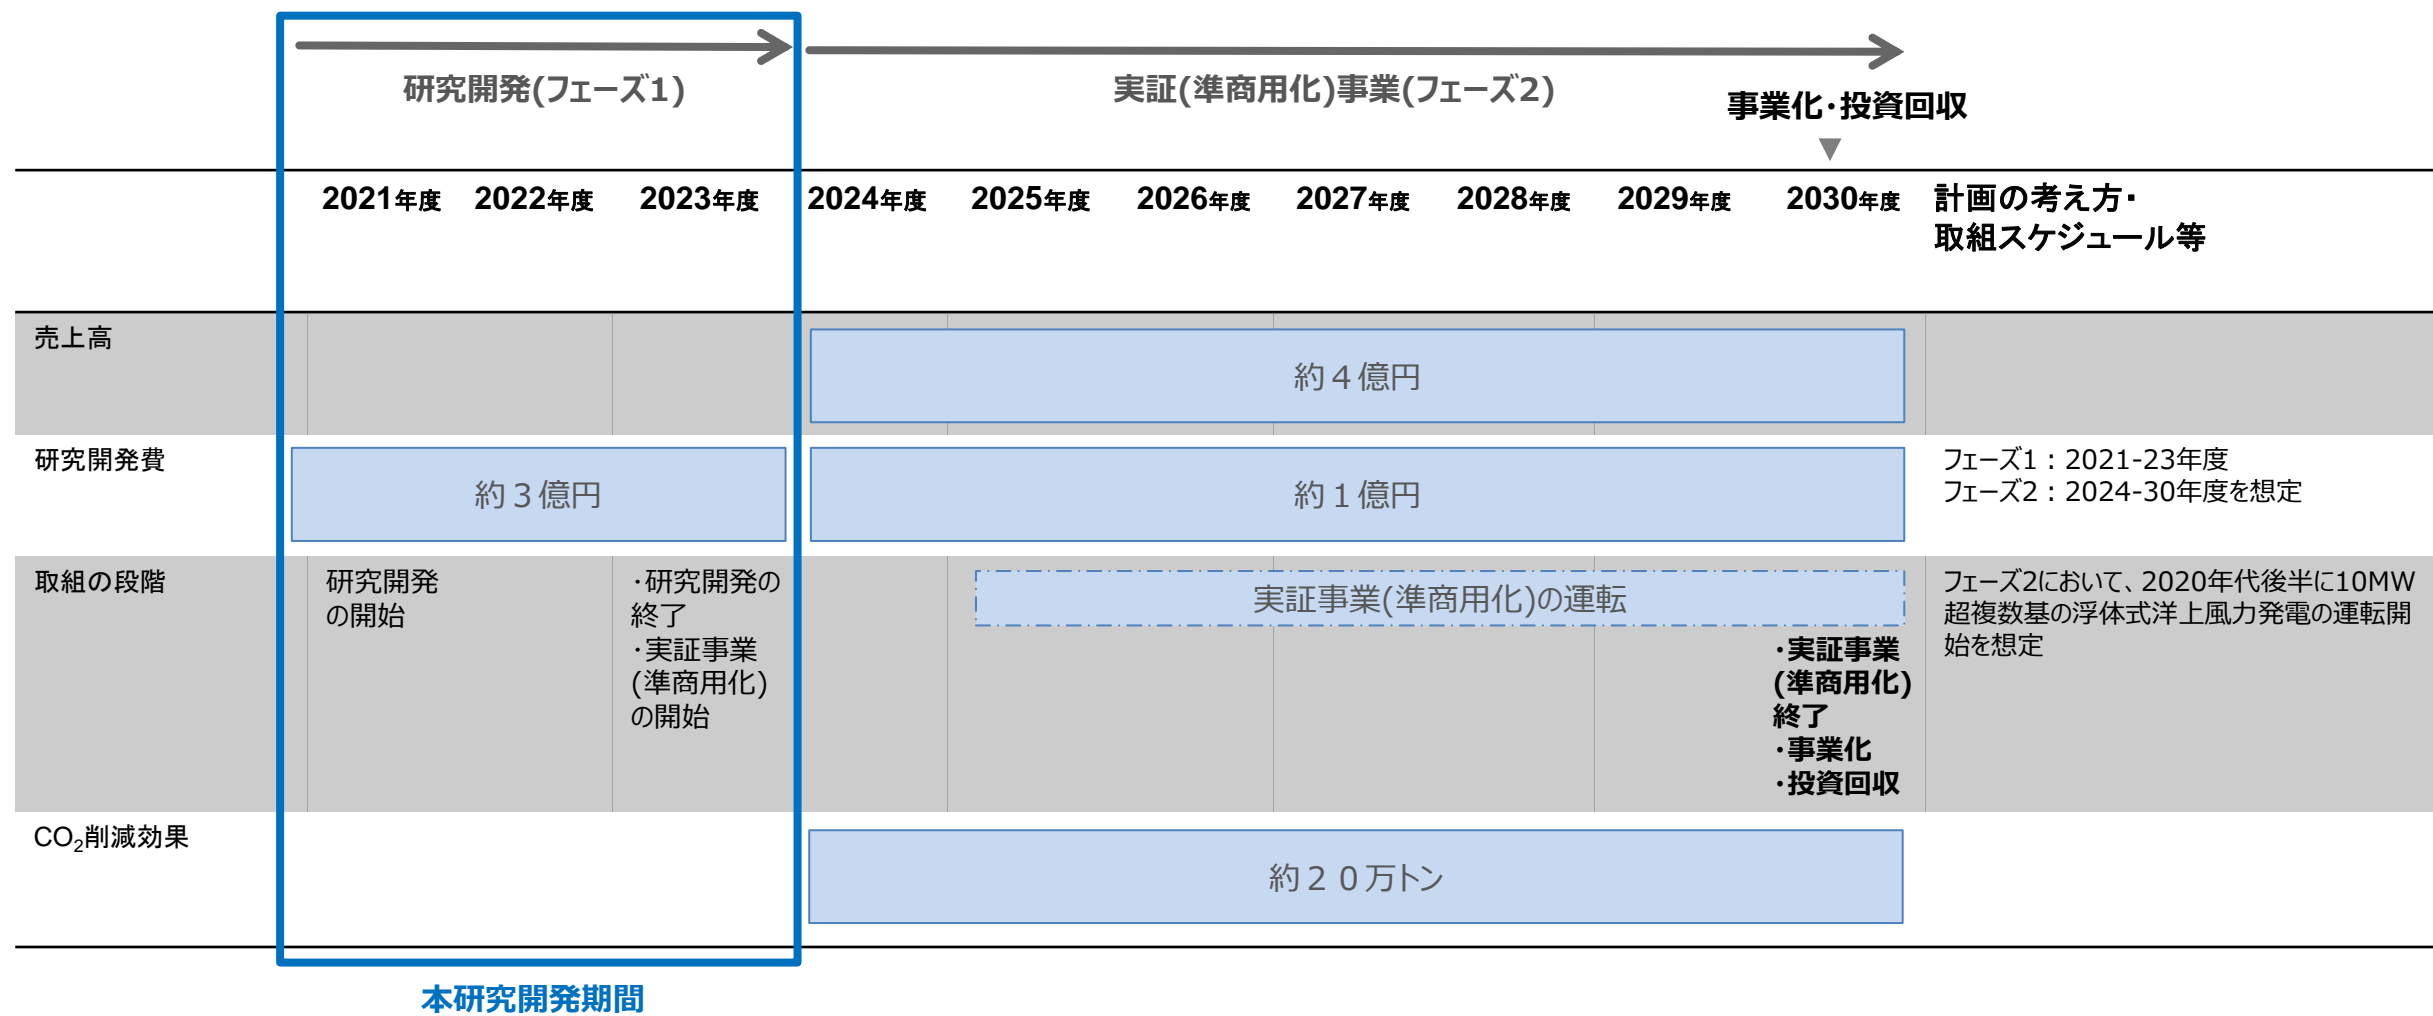 研究開発(フェーズ1)
実証(準商用化)事業(フェーズ2)
事業化・投資回収
▼
2021年度 2022年度 2023年度 2024年度 2025年度 2026年度 2027年度 2028年度 2029年度 2030年度 計画の考え方・
取組スケジュール等
売上高
約4億円
研究開発費
約3億円
約1億円
フェーズ1:2021-23年度
フェーズ2:2024-30年度を想定
取組の段階
研究開発
の開始
・研究開発の
終了
・実証事業
(準商用化)
の開始
実証事業(準商用化)の運転
・実証事業
(準商用化)
終了
・事業化
・投資回収
フェーズ2において、2020年代後半に10MW
超複数基の浮体式洋上風力発電の運転開
始を想定
CO₂削減効果
約20万トン
本研究開発期間